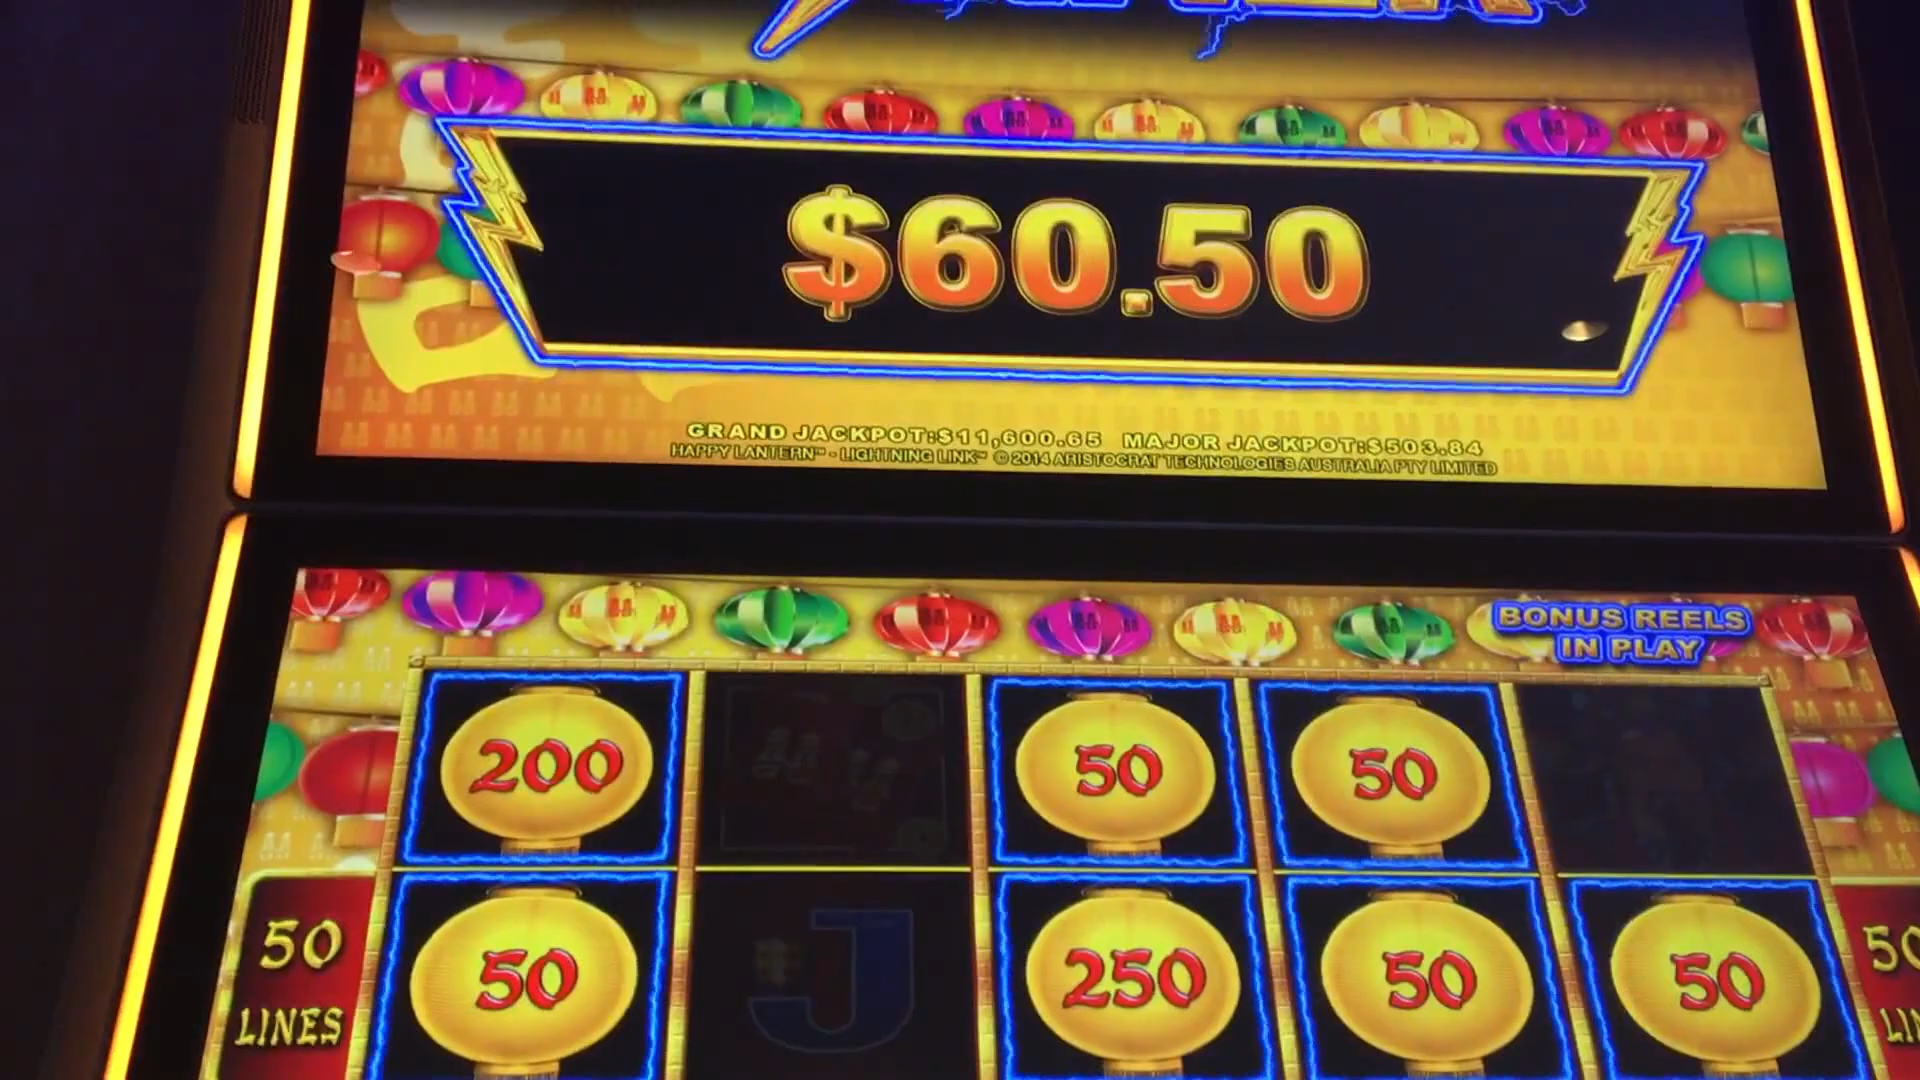 $60.50
GRAND JACKPOT:$11,600.65 MAJOR JACKPOT:$503.84
HAPPY LANTERN™ - LIGHTNING LINK™ © 2014 ARISTOCRAT TECHNOLOGIES AUSTRALIA PTY LIMITED
BONUS REELS
IN PLAY
200 50 50
50 J 250 50 50
50
LINES
50